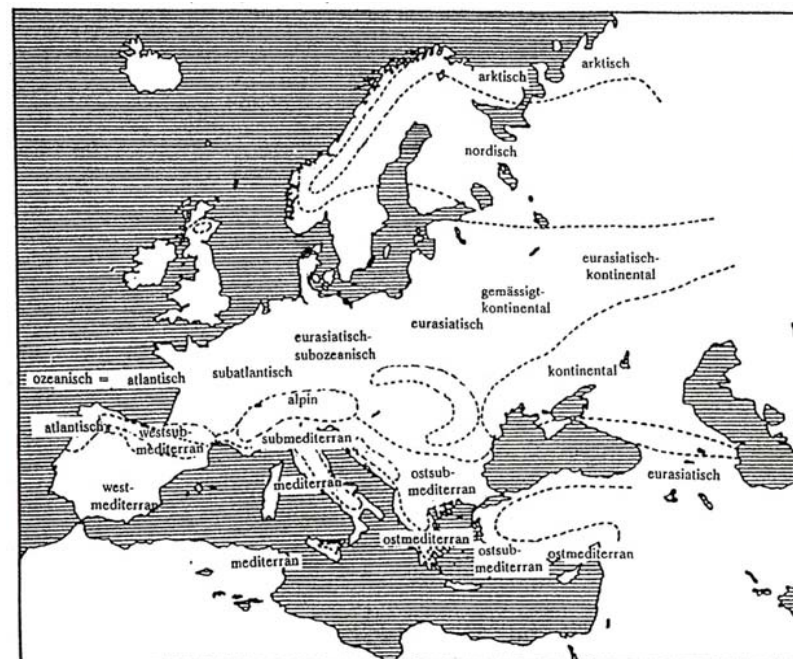 arktisch
arktisch
nordisch
eurasiatisch-
kontinental
gemässigt-
kontinental
eurasiatisch
eurasiatisch-
subozeanisch
ozeanisch = atlantisch
subatlantisch
kontinental
alpin
atlantisch
westsub-
mediterran
submediterran
eurasiatisch
west-
mediterran
mediterran
ostsub-
mediterran
ostmediterran
mediterran
ostsub-
mediterran
ostmediterran